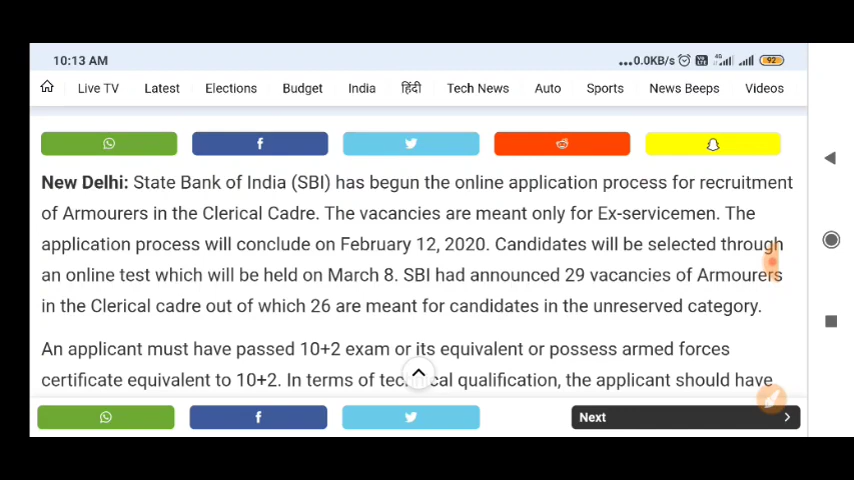 10:13 AM ...0.0KB/s 4G 92
Live TV Latest Elections Budget India हिंदी Tech News Auto Sports News Beeps Videos
New Delhi: State Bank of India (SBI) has begun the online application process for recruitment
of Armourers in the Clerical Cadre. The vacancies are meant only for Ex-servicemen. The
application process will conclude on February 12, 2020. Candidates will be selected through
an online test which will be held on March 8. SBI had announced 29 vacancies of Armourers
in the Clerical cadre out of which 26 are meant for candidates in the unreserved category.
An applicant must have passed 10+2 exam or its equivalent or possess armed forces
certificate equivalent to 10+2. In terms of technical qualification, the applicant should have
Next